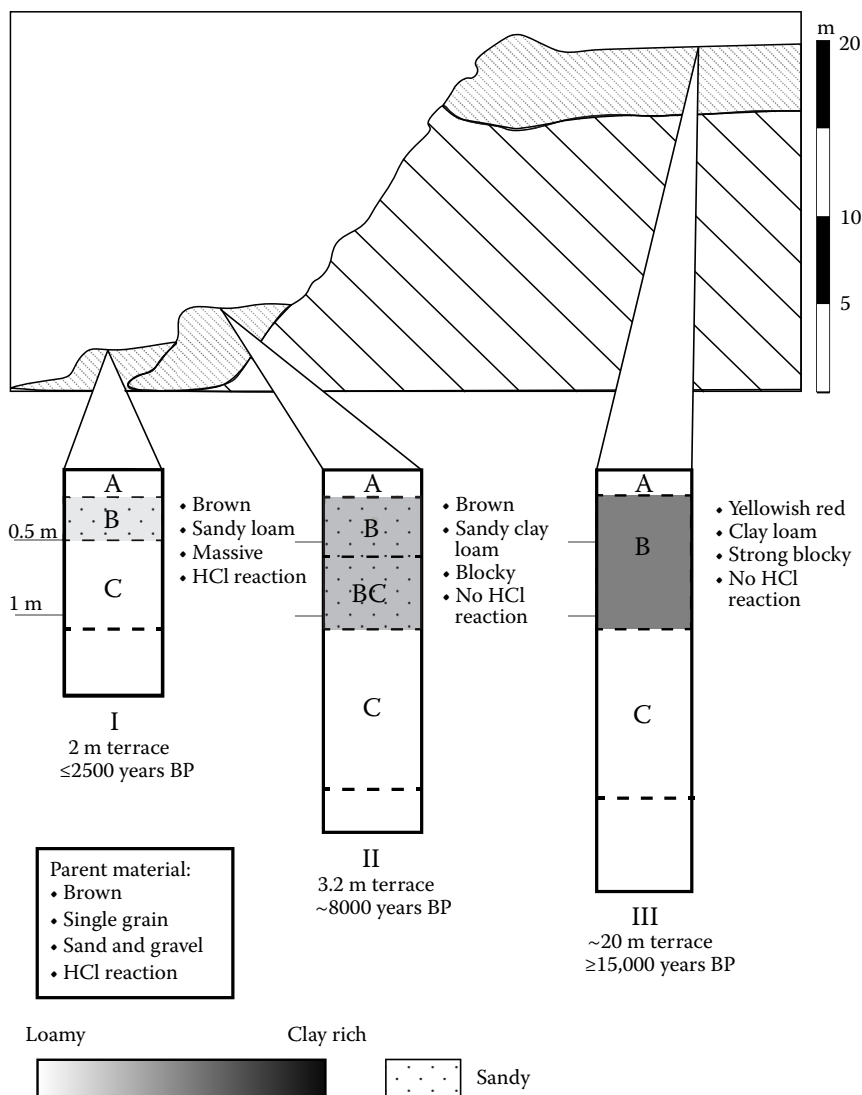 m
20
10
5
A
B
C
0.5 m
1 m
• Brown
• Sandy loam
• Massive
• HCl reaction
I
2 m terrace
≤2500 years BP
A
B
BC
C
• Brown
• Sandy clay
loam
• Blocky
• No HCl
reaction
II
3.2 m terrace
~8000 years BP
A
B
C
• Yellowish red
• Clay loam
• Strong blocky
• No HCl
reaction
III
~20 m terrace
≥15,000 years BP
Parent material:
• Brown
• Single grain
• Sand and gravel
• HCl reaction
Loamy
Clay rich
Sandy